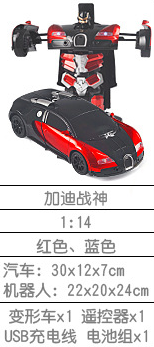 加迪战神
1:14
红色、蓝色
汽车：30x12x7cm
机器人：22x20x24cm
变形车x1 遥控器x1
USB充电线 电池组x1